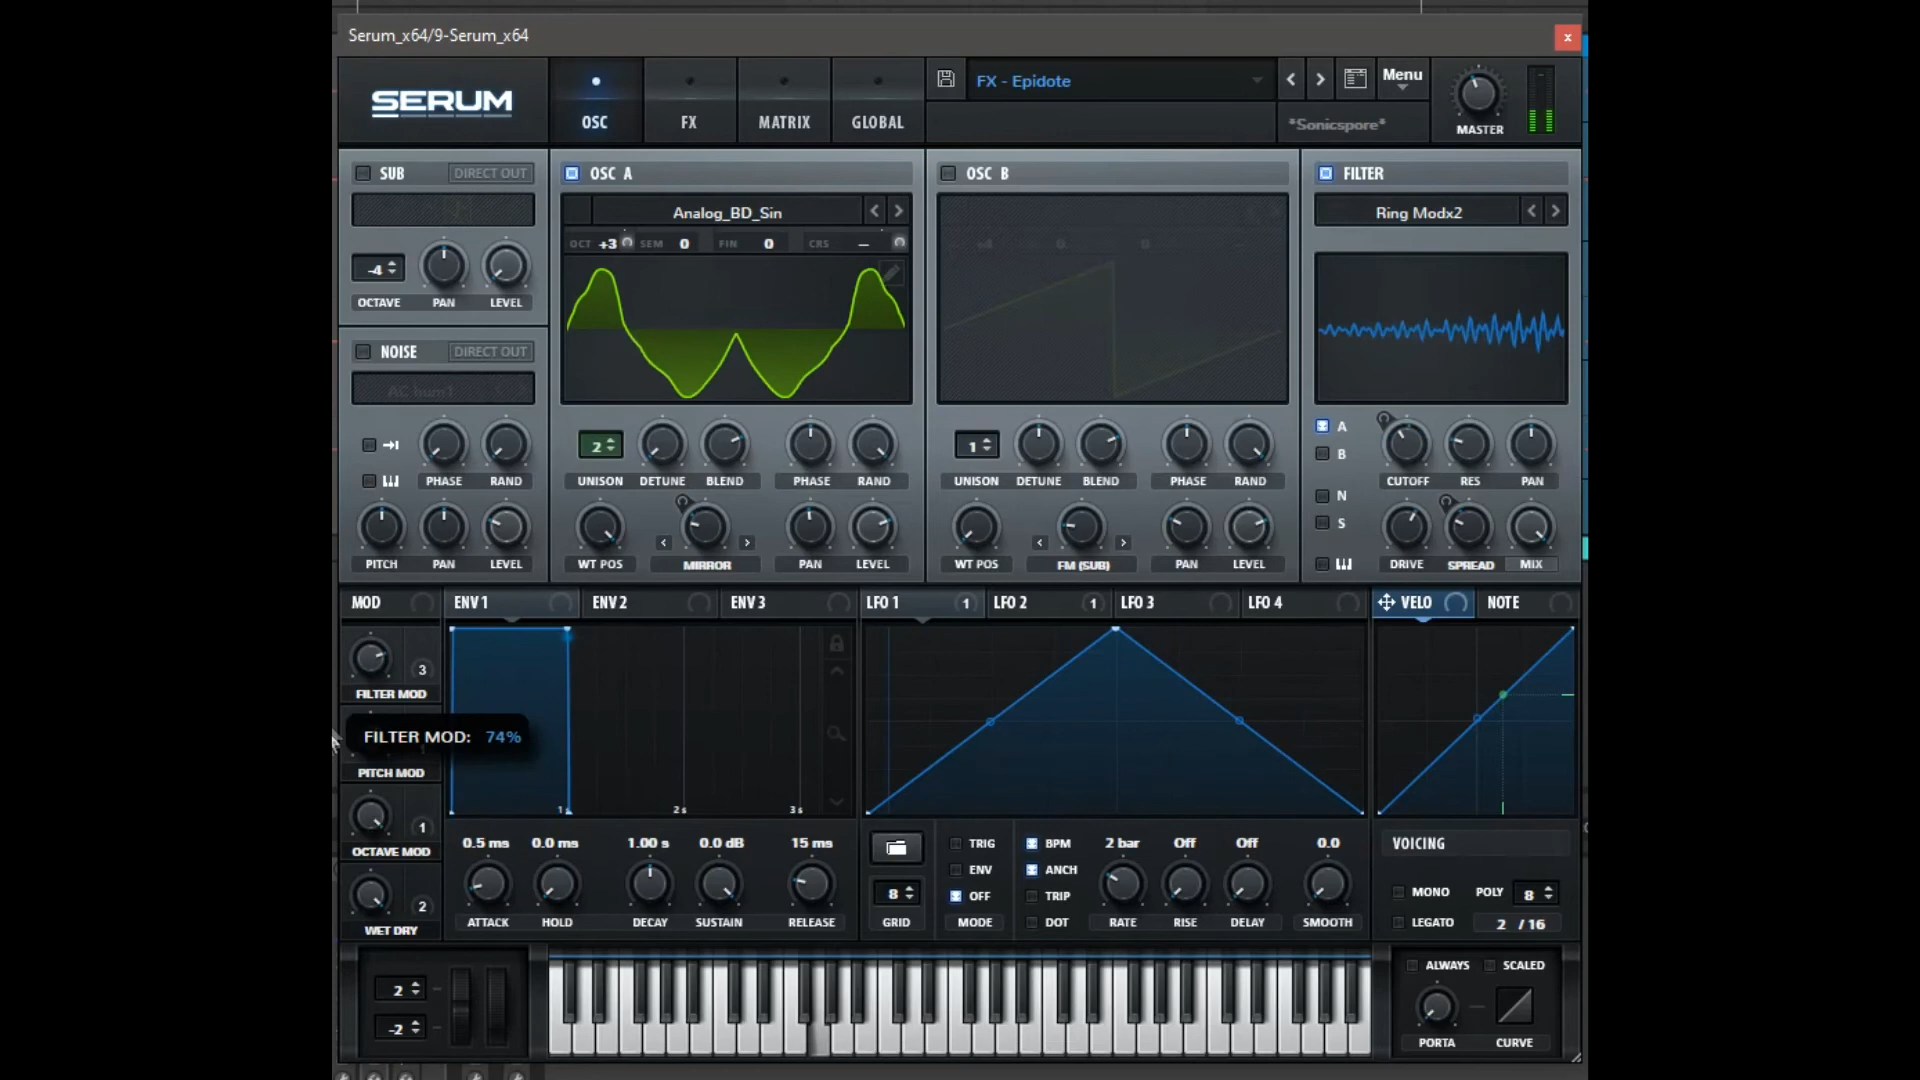 Serum_x64/9-Serum_x64
x
SERUM
OSC
FX
MATRIX
GLOBAL
FX - Epidote
Menu
*Sonicspore*
MASTER
SUB DIRECT OUT
-4
OCTAVE PAN LEVEL
NOISE DIRECT OUT
AC hum1
PHASE RAND
PITCH PAN LEVEL
OSC A
Analog_BD_Sin
OCT +3 SEM 0 FIN 0 CRS –
2
UNISON DETUNE BLEND PHASE RAND
WT POS MIRROR PAN LEVEL
OSC B
-4 0 0
1
UNISON DETUNE BLEND PHASE RAND
WT POS FM (SUB) PAN LEVEL
FILTER
Ring Modx2
A
B
N
S
CUTOFF RES PAN
DRIVE SPREAD MIX
MOD ENV 1 ENV 2 ENV 3 LFO 1 1 LFO 2 1 LFO 3 LFO 4 VELO NOTE
3
FILTER MOD
FILTER MOD: 74%
PITCH MOD
1
OCTAVE MOD
2
WET DRY
1s 2s 3s
0.5 ms 0.0 ms 1.00 s 0.0 dB 15 ms
ATTACK HOLD DECAY SUSTAIN RELEASE
8
GRID
TRIG
ENV
OFF
MODE
BPM
ANCH
TRIP
DOT
2 bar Off Off 0.0
RATE RISE DELAY SMOOTH
VOICING
MONO POLY 8
LEGATO 2 /16
2
-2
ALWAYS SCALED
PORTA CURVE